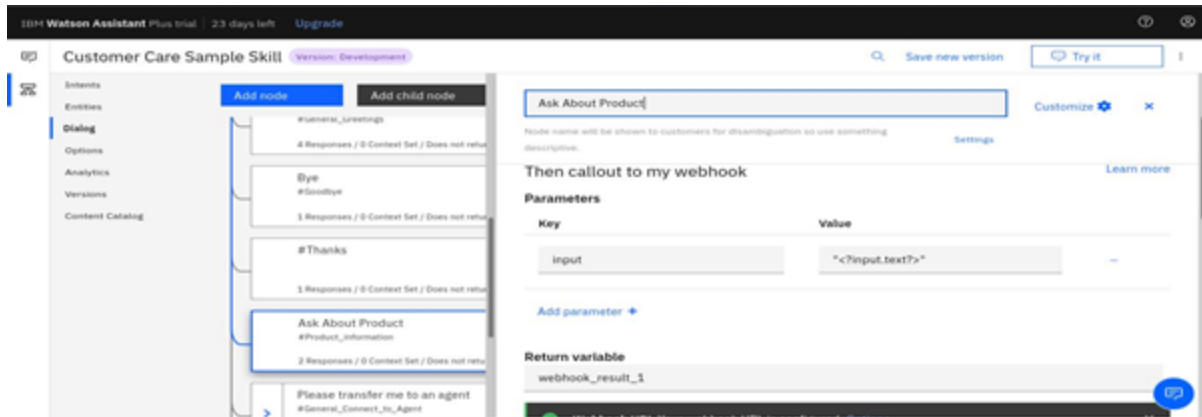 IBM Watson Assistant Plus trial | 23 days left Upgrade
Customer Care Sample Skill Version: Development Save new version Try it
Intents
Entities
Dialog
Options
Analytics
Versions
Content Catalog
Add node Add child node
#General_Greetings
4 Responses / 0 Context Set / Does not retu
Bye
#Goodbye
1 Responses / 0 Context Set / Does not retu
#Thanks
1 Responses / 0 Context Set / Does not retu
Ask About Product
#Product_information
2 Responses / 0 Context Set / Does not retu
Please transfer me to an agent
#General_Connect_to_Agent
Ask About Product
Customize
Node name will be shown to customers for disambiguation so use something
descriptive.
Settings
Then callout to my webhook Learn more
Parameters
Key Value
input "<?input.text?>"
Add parameter +
Return variable
webhook_result_1